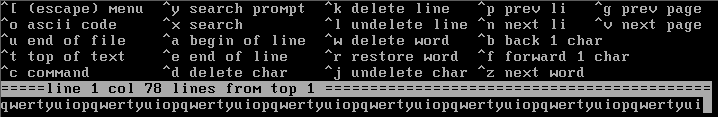 ^[ (escape) menu  ^y search prompt  ^k delete line   ^p prev li  ^g prev page
^o ascii code     ^x search         ^l undelete line ^n next li  ^v next page
^u end of file    ^a begin of line  ^w delete word   ^b back 1 char
^t top of text    ^e end of line    ^r restore word  ^f forward 1 char
^c command        ^d delete char    ^j undelete char ^z next word
=====line 1 col 78 lines from top 1 ============================================
qwertyuiopqwertyuiopqwertyuiopqwertyuiopqwertyuiopqwertyuiopqwertyuiopqwertyui